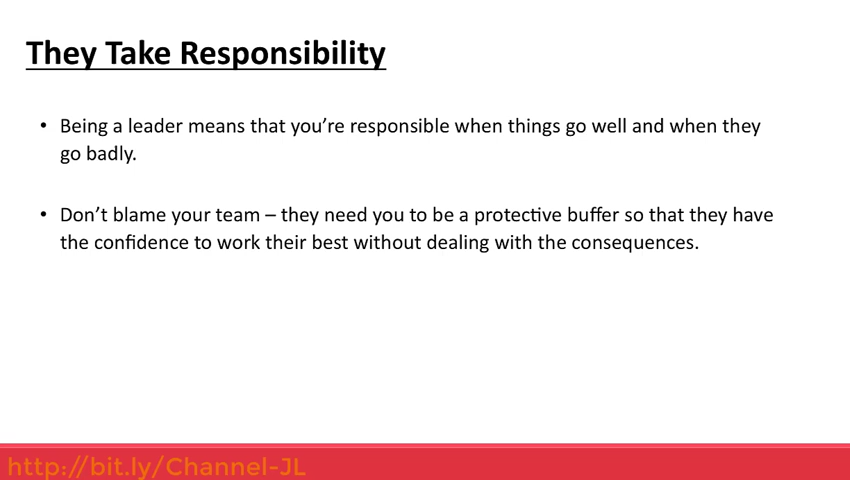 They Take Responsibility
• Being a leader means that you’re responsible when things go well and when they
go badly.
• Don’t blame your team – they need you to be a protective buffer so that they have
the confidence to work their best without dealing with the consequences.
http://bit.ly/Channel-JL